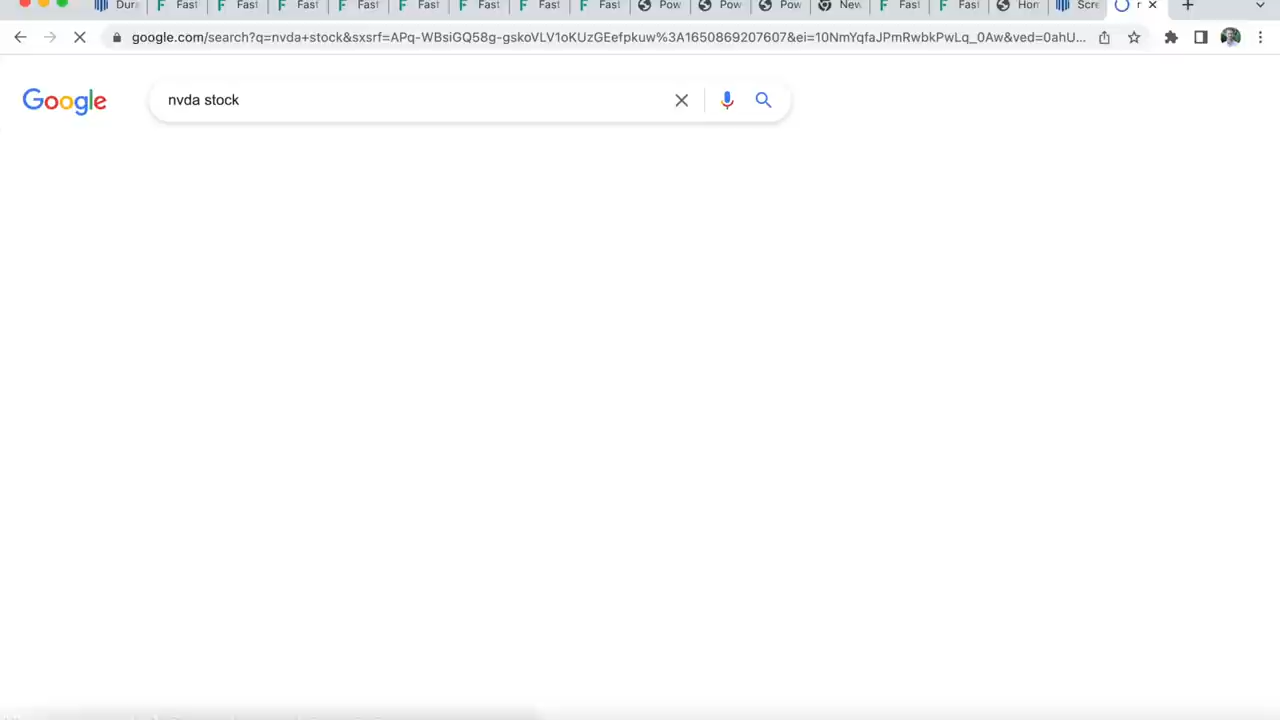 Dura Fast Fast Fast Fast Fast Fast Fast Fast Pow Pow Pow New Fast Fast Hom Scre
google.com/search?q=nvda+stock&sxsrf=APq-WBsiGQ58g-gskoVLV1oKUzGEefpkuw%3A1650869207607&ei=10NmYqfaJPmRwbkPwLq_0Aw&ved=0ahU...
Google
nvda stock